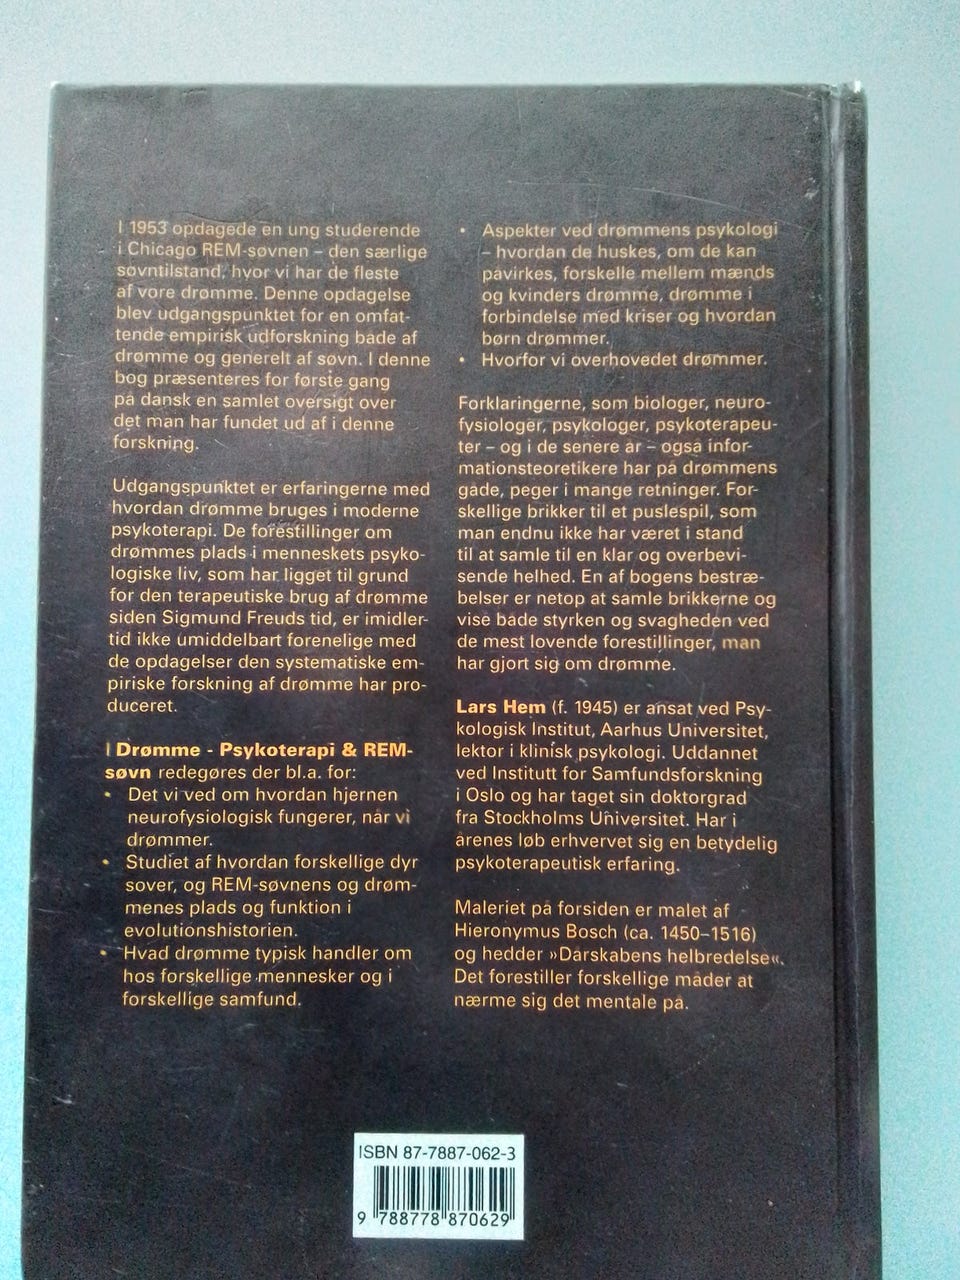 I 1953 opdagede en ung studerende
i Chicago REM-søvnen – den særlige
søvntilstand, hvor vi har de fleste
af vore drømme. Denne opdagelse
blev udgangspunktet for en omfat-
tende empirisk udforskning både af
drømme og generelt af søvn. I denne
bog præsenteres for første gang
på dansk en samlet oversigt over
det man har fundet ud af i denne
forskning.
Udgangspunktet er erfaringerne med
hvordan drømme bruges i moderne
psykoterapi. De forestillinger om
drømmes plads i menneskets psyko-
logiske liv, som har ligget til grund
for den terapeutiske brug af drømme
siden Sigmund Freuds tid, er imidler-
tid ikke umiddelbart forenelige med
de opdagelser den systematiske em-
piriske forskning af drømme har pro-
duceret.
I Drømme - Psykoterapi & REM-
søvn redegøres der bl.a. for:
• Det vi ved om hvordan hjernen
neurofysiologisk fungerer, når vi
drømmer.
• Studiet af hvordan forskellige dyr
sover, og REM-søvnens og drøm-
menes plads og funktion i
evolutionshistorien.
• Hvad drømme typisk handler om
hos forskellige mennesker og i
forskellige samfund.
• Aspekter ved drømmens psykologi
– hvordan de huskes, om de kan
påvirkes, forskelle mellem mænds
og kvinders drømme, drømme i
forbindelse med kriser og hvordan
børn drømmer.
• Hvorfor vi overhovedet drømmer.
Forklaringerne, som biologer, neuro-
fysiologer, psykologer, psykoterapeu-
ter – og i de senere år – også infor-
mationsteoretikere har på drømmens
gåde, peger i mange retninger. For-
skellige brikker til et puslespil, som
man endnu ikke har været i stand
til at samle til en klar og overbevi-
sende helhed. En af bogens bestræ-
belser er netop at samle brikkerne og
vise både styrken og svagheden ved
de mest lovende forestillinger, man
har gjort sig om drømme.
Lars Hem (f. 1945) er ansat ved Psy-
kologisk Institut, Aarhus Universitet,
lektor i klinisk psykologi. Uddannet
ved Institutt for Samfundsforskning
i Oslo og har taget sin doktorgrad
fra Stockholms Universitet. Har i
årenes løb erhvervet sig en betydelig
psykoterapeutisk erfaring.
Maleriet på forsiden er malet af
Hieronymus Bosch (ca. 1450–1516)
og hedder »Dårskabens helbredelse«.
Det forestiller forskellige måder at
nærme sig det mentale på.
ISBN 87-7887-062-3
9 788778 870629